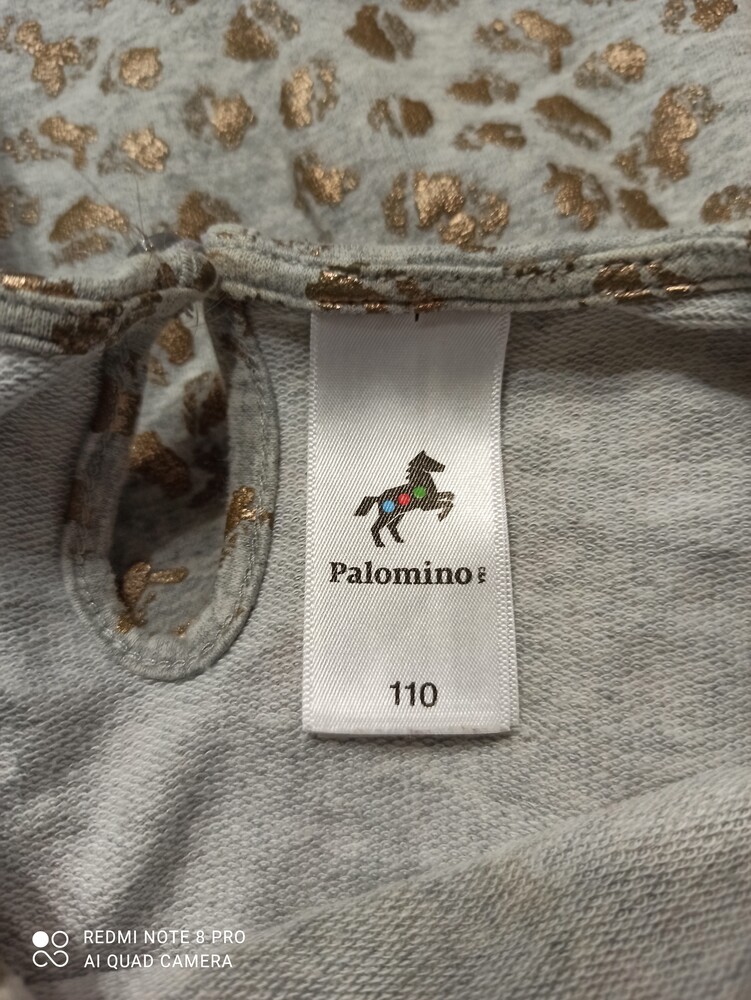 Palomino
110
REDMI NOTE 8 PRO
AI QUAD CAMERA